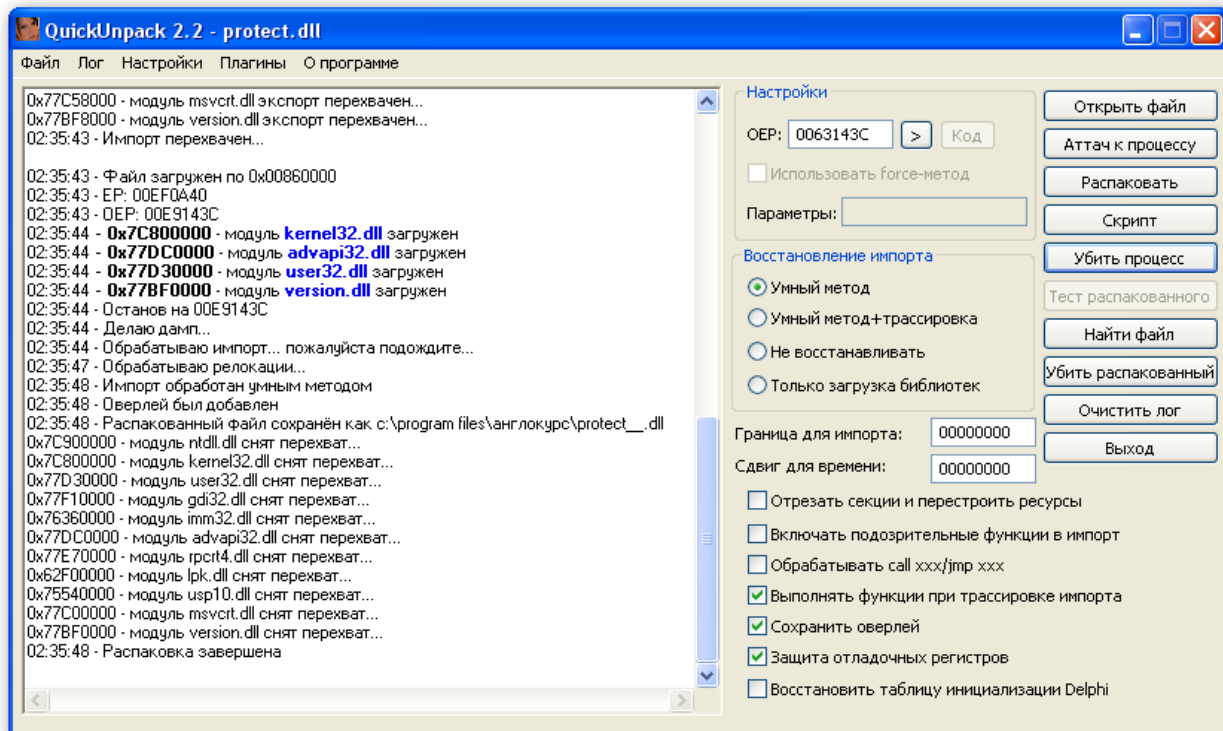 QuickUnpack 2.2 - protect.dll
Файл Лог Настройки Плагины О программе
0x77C58000 - модуль msvcrt.dll экспорт перехвачен...
0x77BF8000 - модуль version.dll экспорт перехвачен...
02:35:43 - Импорт перехвачен...
02:35:43 - Файл загружен по 0x00860000
02:35:43 - EP: 00EF0A40
02:35:43 - OEP: 00E9143C
02:35:44 - 0x7C800000 - модуль kernel32.dll загружен
02:35:44 - 0x77DC0000 - модуль advapi32.dll загружен
02:35:44 - 0x77D30000 - модуль user32.dll загружен
02:35:44 - 0x77BF0000 - модуль version.dll загружен
02:35:44 - Останов на 00E9143C
02:35:44 - Делаю дамп...
02:35:44 - Обрабатываю импорт... пожалуйста подождите...
02:35:47 - Обрабатываю релокации...
02:35:48 - Импорт обработан умным методом
02:35:48 - Оверлей был добавлен
02:35:48 - Распакованный файл сохранён как c:\program files\англокурс\protect__.dll
0x7C900000 - модуль ntdll.dll снят перехват...
0x7C800000 - модуль kernel32.dll снят перехват...
0x77D30000 - модуль user32.dll снят перехват...
0x77F10000 - модуль gdi32.dll снят перехват...
0x76360000 - модуль imm32.dll снят перехват...
0x77DC0000 - модуль advapi32.dll снят перехват...
0x77E70000 - модуль rpcrt4.dll снят перехват...
0x62F00000 - модуль lpk.dll снят перехват...
0x75540000 - модуль usp10.dll снят перехват...
0x77C00000 - модуль msvcrt.dll снят перехват...
0x77BF0000 - модуль version.dll снят перехват...
02:35:48 - Распаковка завершена
Настройки
OEP: 0063143C > Код
Использовать force-метод
Параметры:
Восстановление импорта
Умный метод
Умный метод+трассировка
Не восстанавливать
Только загрузка библиотек
Граница для импорта: 00000000
Сдвиг для времени: 00000000
Отрезать секции и перестроить ресурсы
Включать подозрительные функции в импорт
Обрабатывать call xxx/jmp xxx
Выполнять функции при трассировке импорта
Сохранить оверлей
Защита отладочных регистров
Восстановить таблицу инициализации Delphi
Открыть файл
Аттач к процессу
Распаковать
Скрипт
Убить процесс
Тест распакованного
Найти файл
Убить распакованный
Очистить лог
Выход